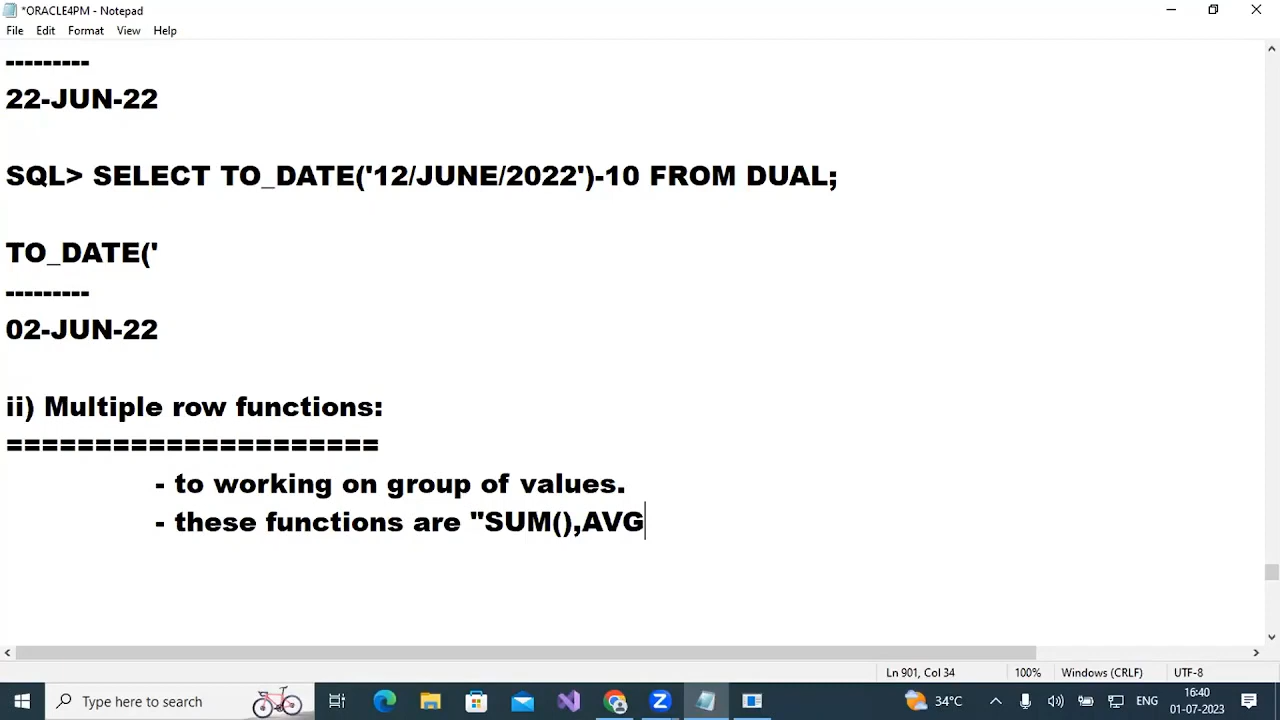 *ORACLE4PM - Notepad
File Edit Format View Help
---------
22-JUN-22
SQL> SELECT TO_DATE('12/JUNE/2022')-10 FROM DUAL;
TO_DATE('
---------
02-JUN-22
ii) Multiple row functions:
=====================
- to working on group of values.
- these functions are "SUM(),AVG
Ln 901, Col 34 100% Windows (CRLF) UTF-8
Type here to search 34°C ENG 16:40
01-07-2023